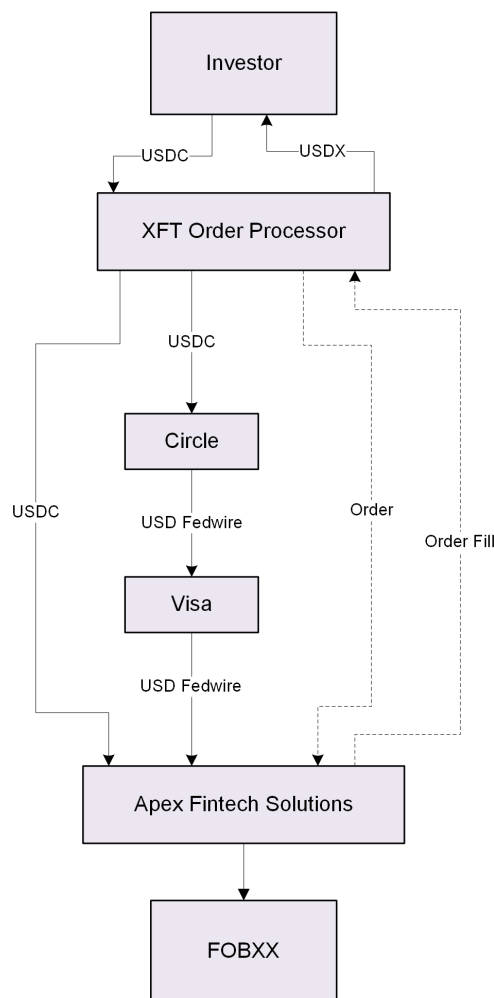 Investor
USDC
USDX
XFT Order Processor
USDC
Circle
USDC
USD Fedwire
Order
Order Fill
Visa
USD Fedwire
Apex Fintech Solutions
FOBXX